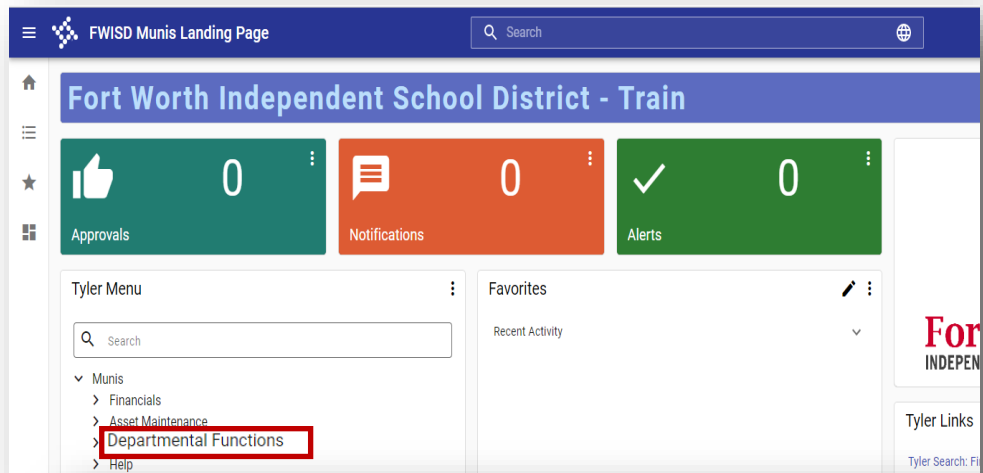 FWISD Munis Landing Page
Search
Fort Worth Independent School District - Train
0
Approvals
0
Notifications
0
Alerts
Tyler Menu
Search
Munis
Financials
Asset Maintenance
Departmental Functions
Help
Favorites
Recent Activity
For
INDEPEN
Tyler Links
Tyler Search: Fi